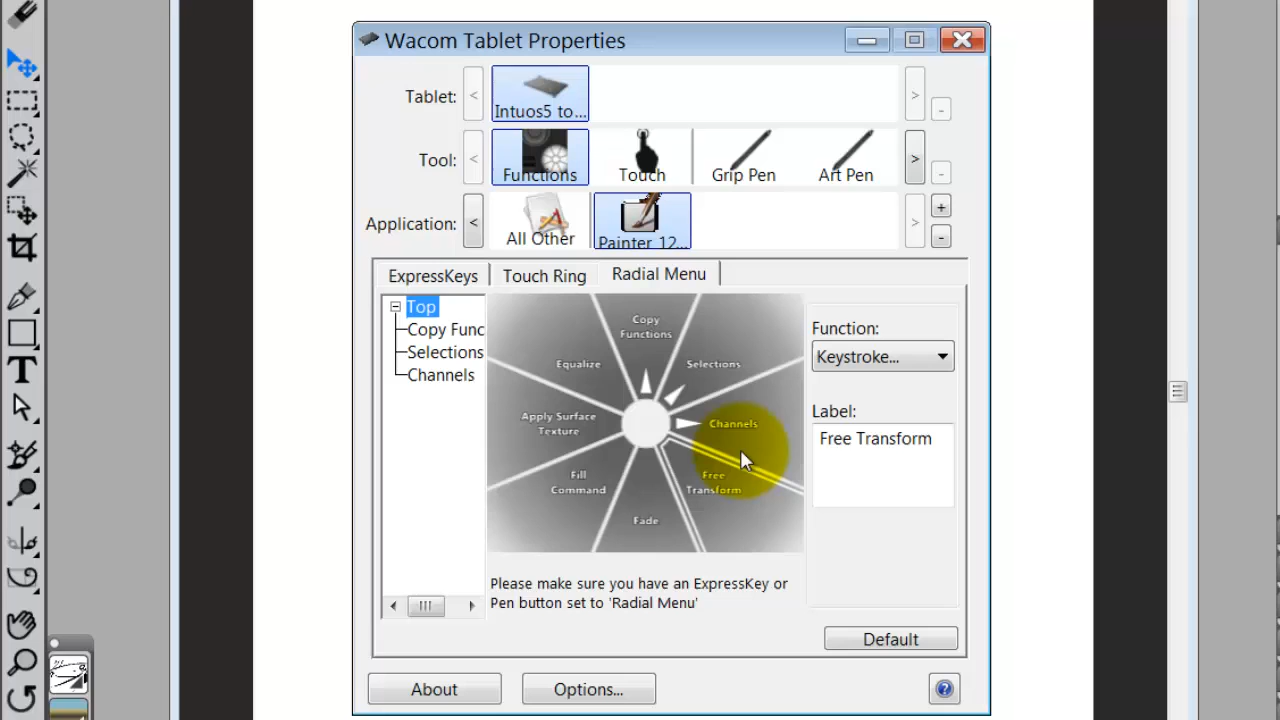 Wacom Tablet Properties
Tablet:
<
Intuos5 to...
>
-
Tool:
<
Functions
Touch
Grip Pen
Art Pen
>
-
Application:
<
All Other
Painter 12...
>
+
-
ExpressKeys
Touch Ring
Radial Menu
Top
Copy Func
Selections
Channels
Copy
Functions
Equalize
Selections
Apply Surface
Texture
Channels
Fill
Command
Free
Transform
Fade
Function:
Keystroke...
Label:
Free Transform
Please make sure you have an ExpressKey or
Pen button set to 'Radial Menu'
Default
About
Options...
?
T